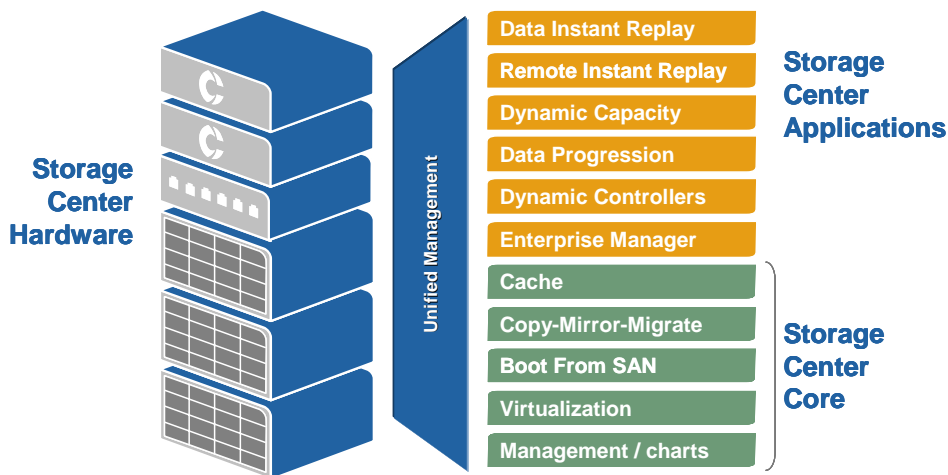 Storage
Center
Hardware
Unified Management
Data Instant Replay
Remote Instant Replay
Dynamic Capacity
Data Progression
Dynamic Controllers
Enterprise Manager
Storage
Center
Applications
Cache
Copy-Mirror-Migrate
Boot From SAN
Virtualization
Management / charts
Storage
Center
Core